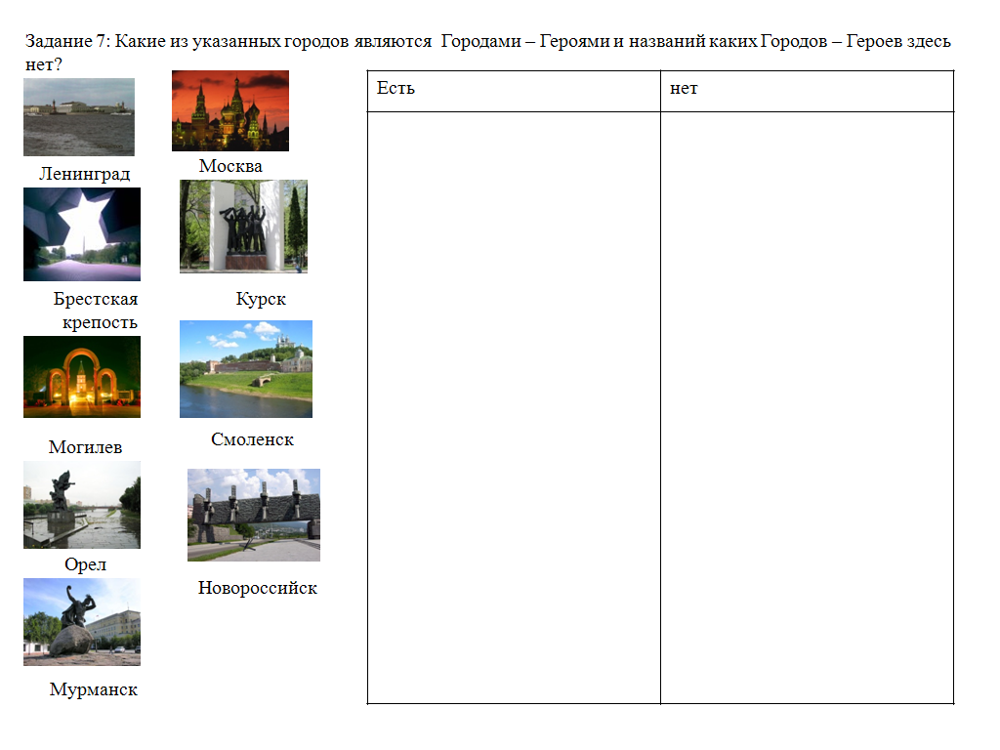 Задание 7: Какие из указанных городов являются Городами – Героями и названий каких Городов – Героев здесь
нет?
Есть
нет
Ленинград
Москва
Брестская
крепость
Курск
Могилев
Смоленск
Орел
Новороссийск
Мурманск